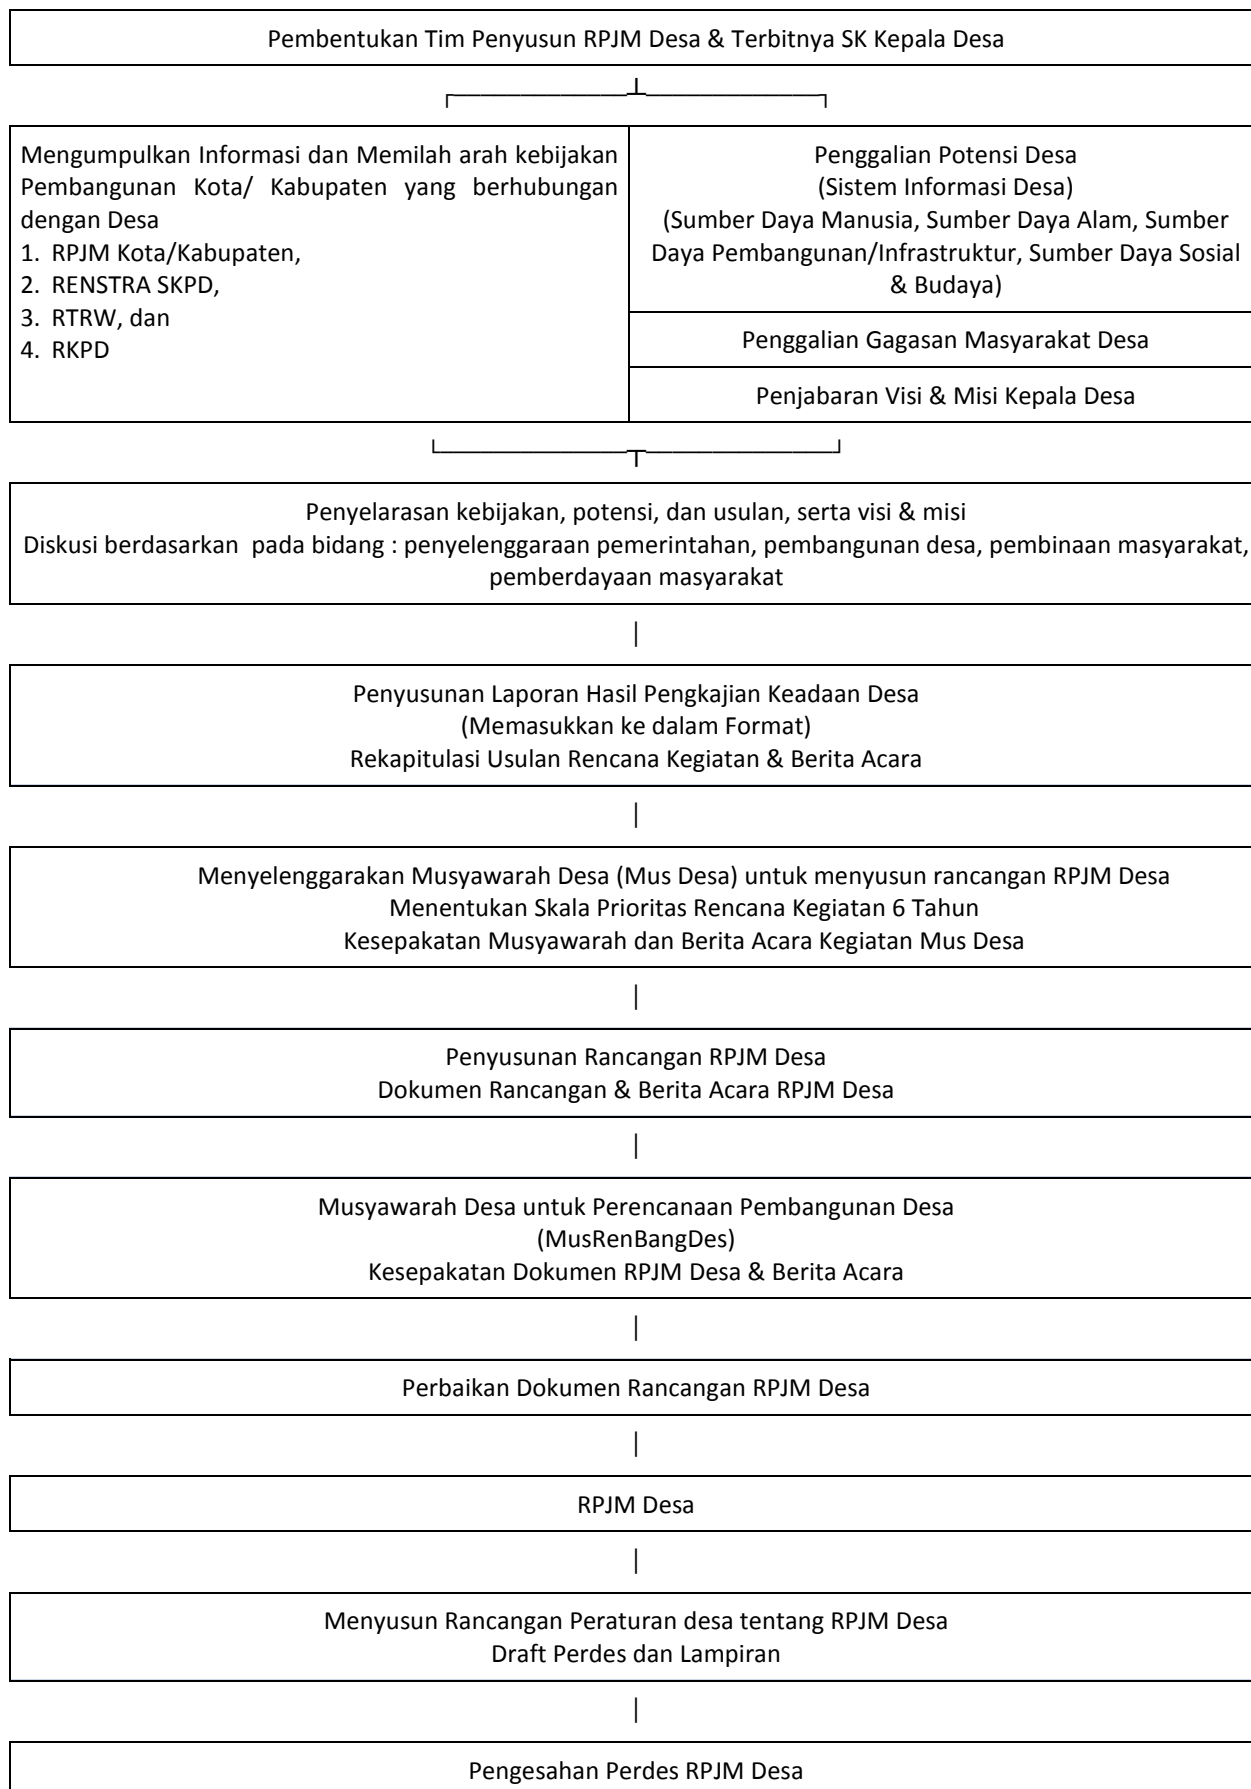 Pembentukan Tim Penyusun RPJM Desa & Terbitnya SK Kepala Desa
Mengumpulkan Informasi dan Memilah arah kebijakan
Pembangunan Kota/ Kabupaten yang berhubungan
dengan Desa
1. RPJM Kota/Kabupaten,
2. RENSTRA SKPD,
3. RTRW, dan
4. RKPD
Penggalian Potensi Desa
(Sistem Informasi Desa)
(Sumber Daya Manusia, Sumber Daya Alam, Sumber
Daya Pembangunan/Infrastruktur, Sumber Daya Sosial
& Budaya)
Penggalian Gagasan Masyarakat Desa
Penjabaran Visi & Misi Kepala Desa
Penyelarasan kebijakan, potensi, dan usulan, serta visi & misi
Diskusi berdasarkan pada bidang : penyelenggaraan pemerintahan, pembangunan desa, pembinaan masyarakat,
pemberdayaan masyarakat
Penyusunan Laporan Hasil Pengkajian Keadaan Desa
(Memasukkan ke dalam Format)
Rekapitulasi Usulan Rencana Kegiatan & Berita Acara
Menyelenggarakan Musyawarah Desa (Mus Desa) untuk menyusun rancangan RPJM Desa
Menentukan Skala Prioritas Rencana Kegiatan 6 Tahun
Kesepakatan Musyawarah dan Berita Acara Kegiatan Mus Desa
Penyusunan Rancangan RPJM Desa
Dokumen Rancangan & Berita Acara RPJM Desa
Musyawarah Desa untuk Perencanaan Pembangunan Desa
(MusRenBangDes)
Kesepakatan Dokumen RPJM Desa & Berita Acara
Perbaikan Dokumen Rancangan RPJM Desa
RPJM Desa
Menyusun Rancangan Peraturan desa tentang RPJM Desa
Draft Perdes dan Lampiran
Pengesahan Perdes RPJM Desa